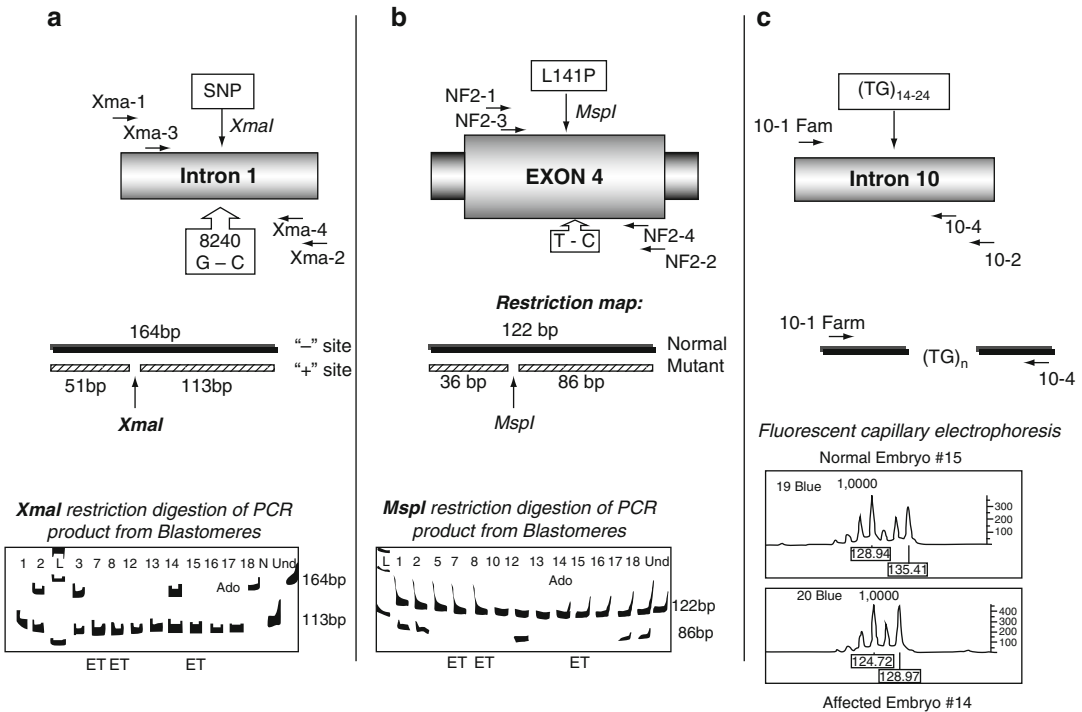 a
SNP
Xma-1
XmaI
Xma-3
Intron 1
Xma-4
Xma-2
8240
G – C
164bp
“–” site
“+” site
51bp
113bp
XmaI
XmaI restriction digestion of PCR
product from Blastomeres
1 2 L 3 7 8 12 13 14 15 16 17 18 N Und
Ado
164bp
113bp
ET ET ET
b
L141P
NF2-1
MspI
NF2-3
EXON 4
T - C
NF2-4
NF2-2
Restriction map:
122 bp
Normal
Mutant
36 bp
86 bp
MspI
MspI restriction digestion of PCR
product from Blastomeres
L 1 2 5 7 8 10 12 13 14 15 16 17 18 Und
Ado
122bp
86bp
ET ET ET
c
(TG)14-24
10-1 Fam
Intron 10
10-4
10-2
10-1 Farm
(TG)n
10-4
Fluorescent capillary electrophoresis
Normal Embryo #15
19 Blue 1,0000
300
200
100
128.94
135.41
20 Blue 1,0000
400
300
200
100
124.72
128.97
Affected Embryo #14